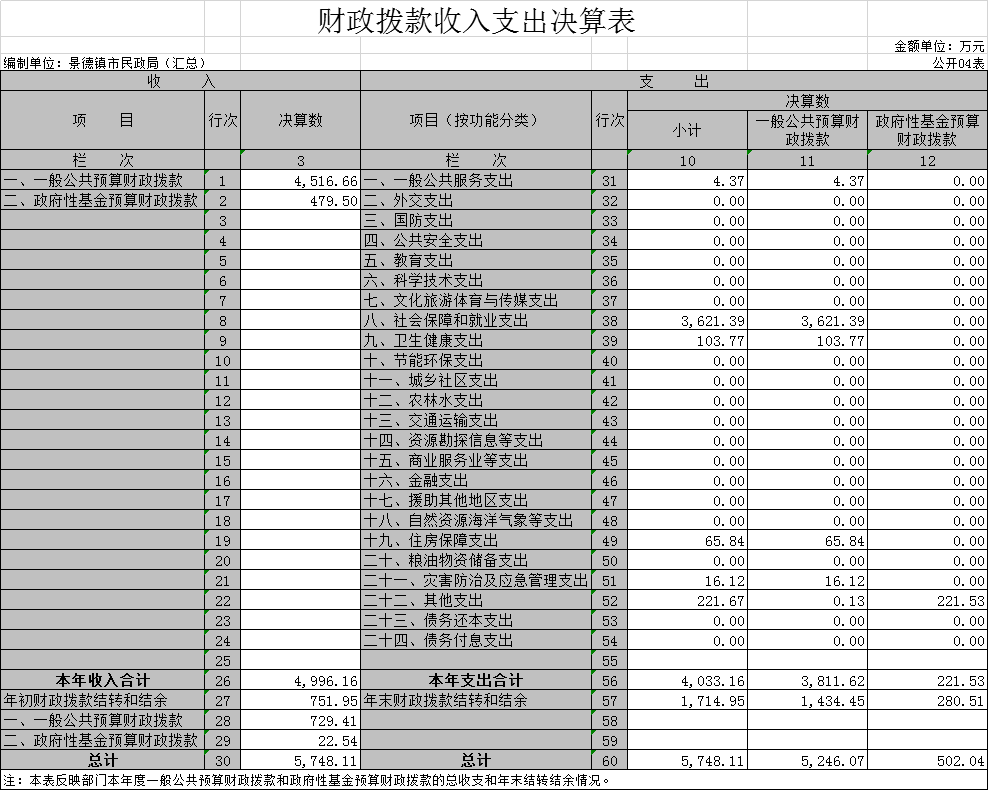 财政拨款收入支出决算表
金额单位：万元
编制单位：景德镇市民政局（汇总） 公开04表
收 入 支 出
项 目 行次 决算数 项目（按功能分类） 行次 决算数
小计 一般公共预算财政拨款 政府性基金预算财政拨款
栏 次 3 栏 次 10 11 12
一、一般公共预算财政拨款 1 4,516.66 一、一般公共服务支出 31 4.37 4.37 0.00
二、政府性基金预算财政拨款 2 479.50 二、外交支出 32 0.00 0.00 0.00
3 三、国防支出 33 0.00 0.00 0.00
4 四、公共安全支出 34 0.00 0.00 0.00
5 五、教育支出 35 0.00 0.00 0.00
6 六、科学技术支出 36 0.00 0.00 0.00
7 七、文化旅游体育与传媒支出 37 0.00 0.00 0.00
8 八、社会保障和就业支出 38 3,621.39 3,621.39 0.00
9 九、卫生健康支出 39 103.77 103.77 0.00
10 十、节能环保支出 40 0.00 0.00 0.00
11 十一、城乡社区支出 41 0.00 0.00 0.00
12 十二、农林水支出 42 0.00 0.00 0.00
13 十三、交通运输支出 43 0.00 0.00 0.00
14 十四、资源勘探信息等支出 44 0.00 0.00 0.00
15 十五、商业服务业等支出 45 0.00 0.00 0.00
16 十六、金融支出 46 0.00 0.00 0.00
17 十七、援助其他地区支出 47 0.00 0.00 0.00
18 十八、自然资源海洋气象等支出 48 0.00 0.00 0.00
19 十九、住房保障支出 49 65.84 65.84 0.00
20 二十、粮油物资储备支出 50 0.00 0.00 0.00
21 二十一、灾害防治及应急管理支出 51 16.12 16.12 0.00
22 二十二、其他支出 52 221.67 0.13 221.53
23 二十三、债务还本支出 53 0.00 0.00 0.00
24 二十四、债务付息支出 54 0.00 0.00 0.00
25 55
本年收入合计 26 4,996.16 本年支出合计 56 4,033.16 3,811.62 221.53
年初财政拨款结转和结余 27 751.95 年末财政拨款结转和结余 57 1,714.95 1,434.45 280.51
一、一般公共预算财政拨款 28 729.41 58
二、政府性基金预算财政拨款 29 22.54 59
总计 30 5,748.11 总计 60 5,748.11 5,246.07 502.04
注：本表反映部门本年度一般公共预算财政拨款和政府性基金预算财政拨款的总收支和年末结转结余情况。